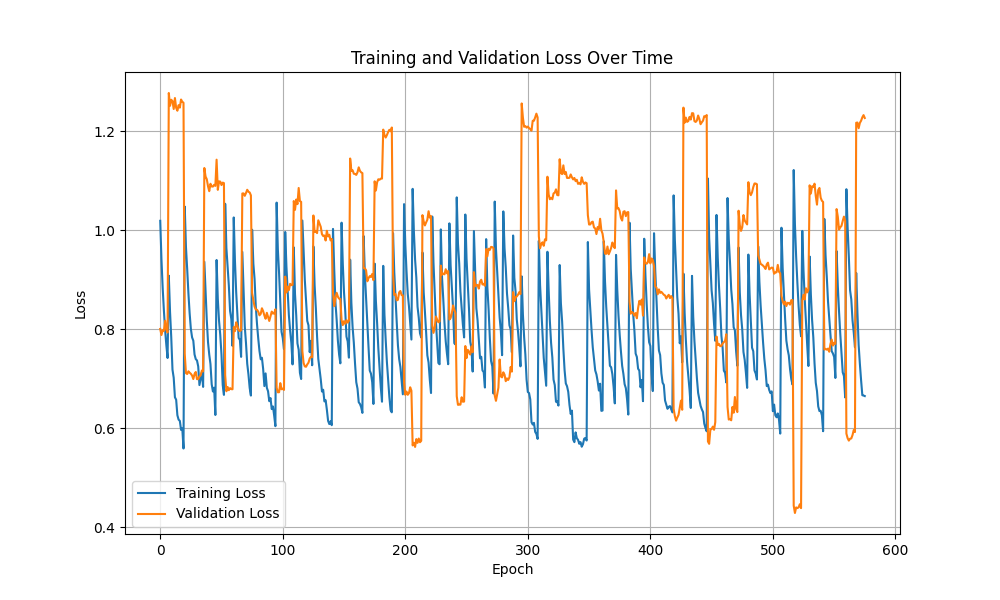 Training and Validation Loss Over Time
Loss
1.2
1.0
0.8
0.6
0.4
Training Loss
Validation Loss
0
100
200
300
400
500
600
Epoch